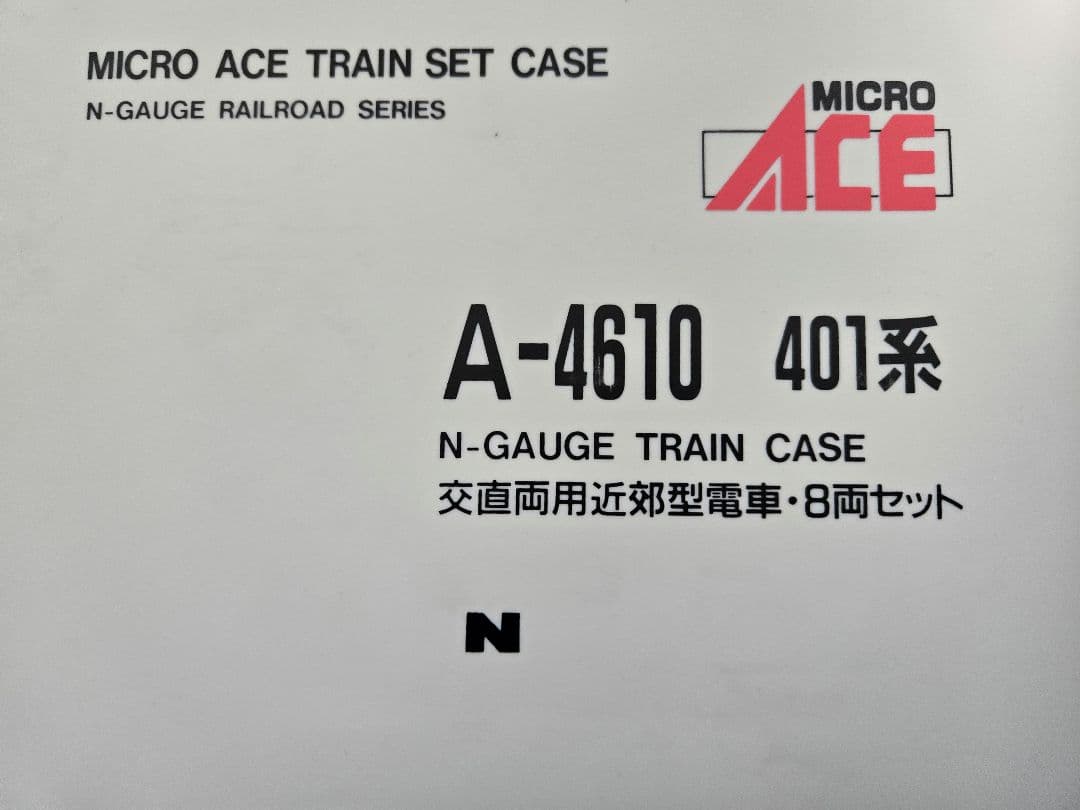 MICRO ACE TRAIN SET CASE
N-GAUGE RAILROAD SERIES
MICRO
ACE
A-4610 401系
N-GAUGE TRAIN CASE
交直両用近郊型電車・8両セット
N